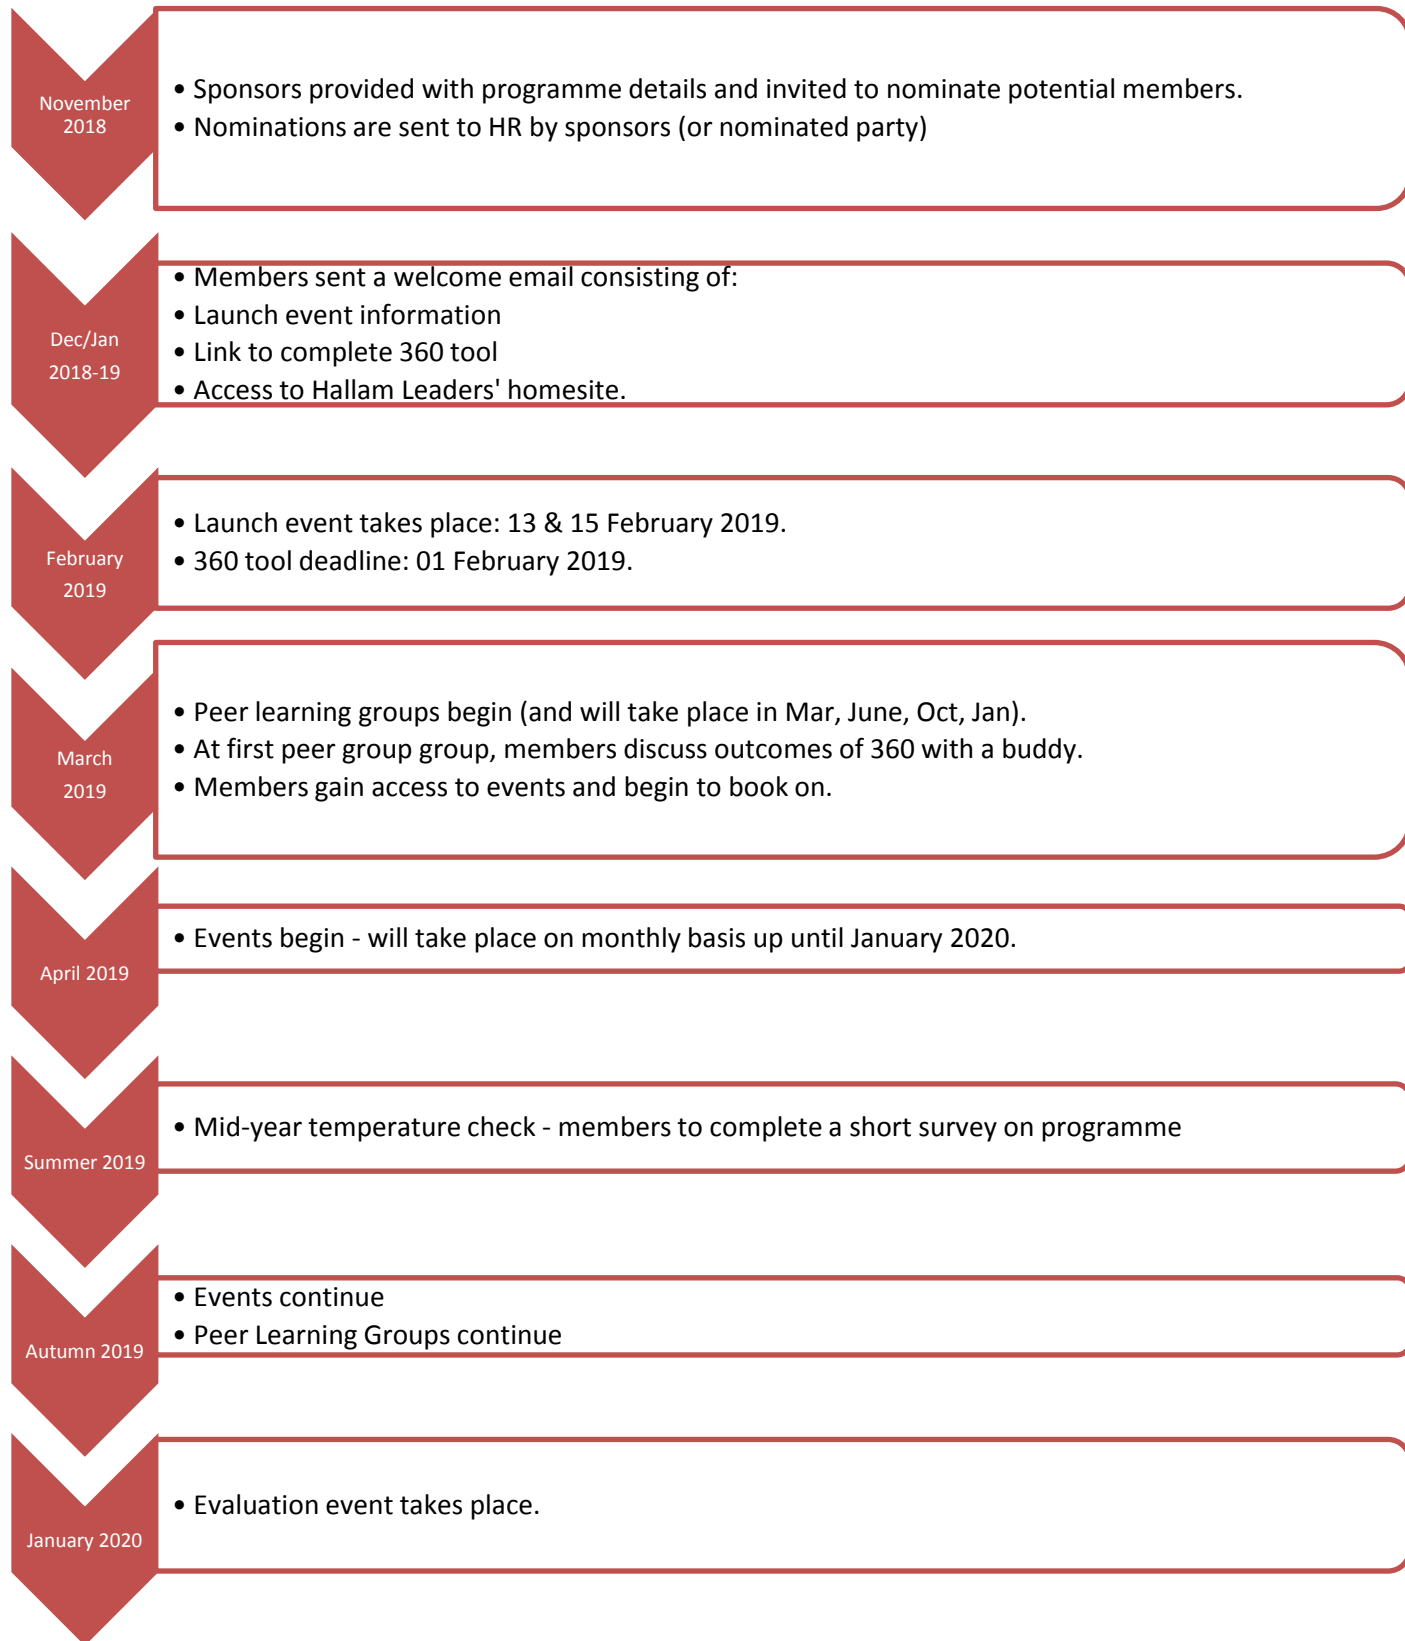 November
2018
• Sponsors provided with programme details and invited to nominate potential members.
• Nominations are sent to HR by sponsors (or nominated party)
Dec/Jan
2018-19
• Members sent a welcome email consisting of:
• Launch event information
• Link to complete 360 tool
• Access to Hallam Leaders' homesite.
February
2019
• Launch event takes place: 13 & 15 February 2019.
• 360 tool deadline: 01 February 2019.
March
2019
• Peer learning groups begin (and will take place in Mar, June, Oct, Jan).
• At first peer group group, members discuss outcomes of 360 with a buddy.
• Members gain access to events and begin to book on.
April 2019
• Events begin - will take place on monthly basis up until January 2020.
Summer 2019
• Mid-year temperature check - members to complete a short survey on programme
Autumn 2019
• Events continue
• Peer Learning Groups continue
January 2020
• Evaluation event takes place.